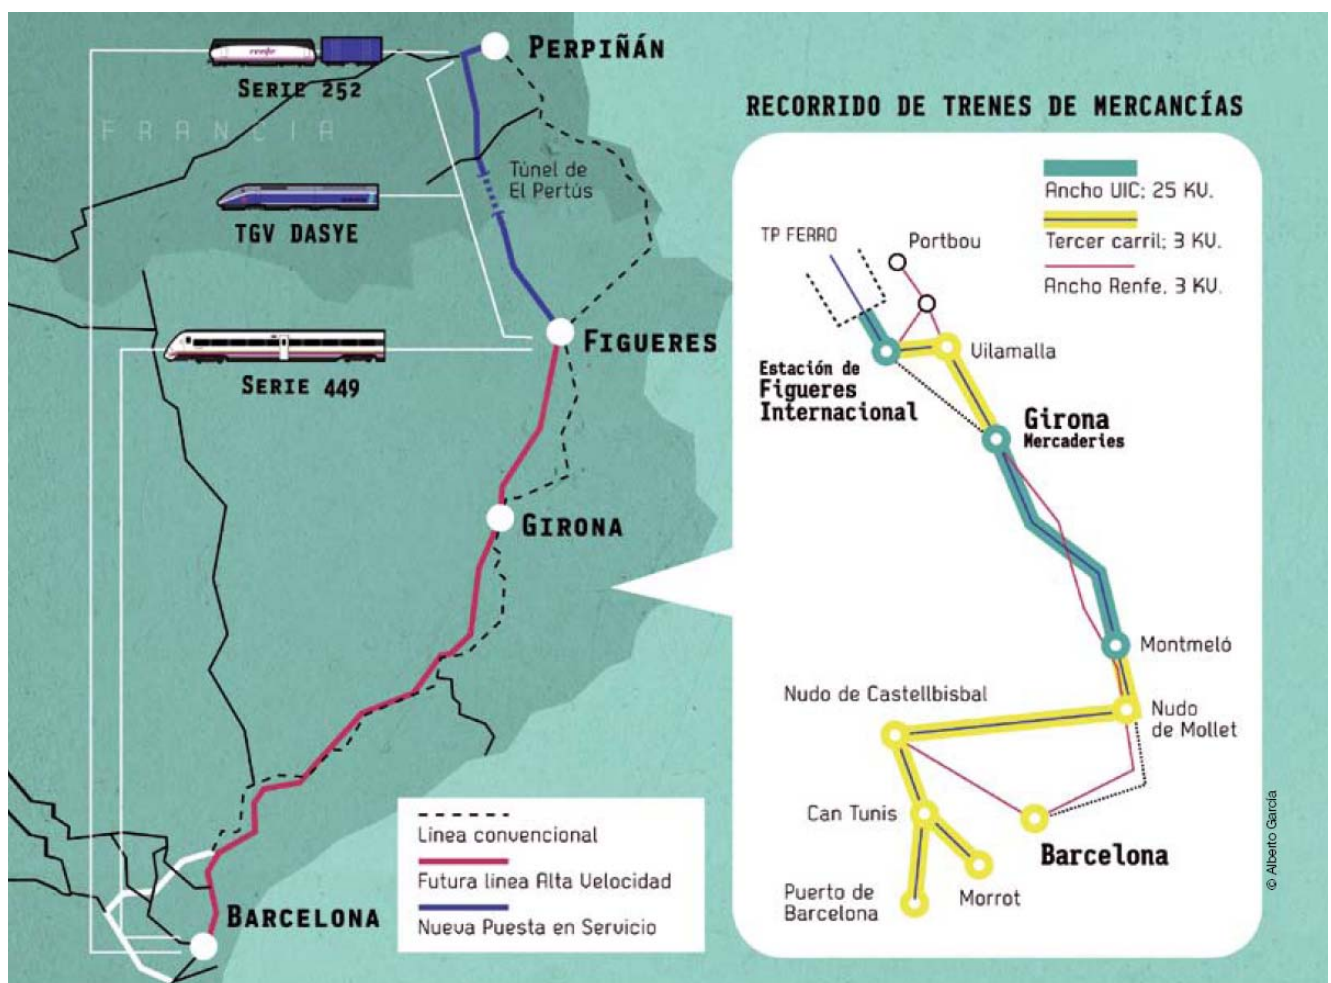 PERPIÑÁN
renfe
SERIE 252
FRANCIA
Túnel de
El Pertús
TGV DASYE
FIGUERES
SERIE 449
GIRONA
BARCELONA
Línea convencional
Futura línea Alta Velocidad
Nueva Puesta en Servicio
RECORRIDO DE TRENES DE MERCANCÍAS
Ancho UIC; 25 KV.
Tercer carril; 3 KV.
Ancho Renfe, 3 KV.
TP FERRO
Portbou
Vilamalla
Estación de
Figueres
Internacional
Girona
Mercaderies
Montmeló
Nudo de Castellbisbal
Nudo
de Mollet
Can Tunis
Barcelona
Morrot
Puerto de
Barcelona
© Alberto García